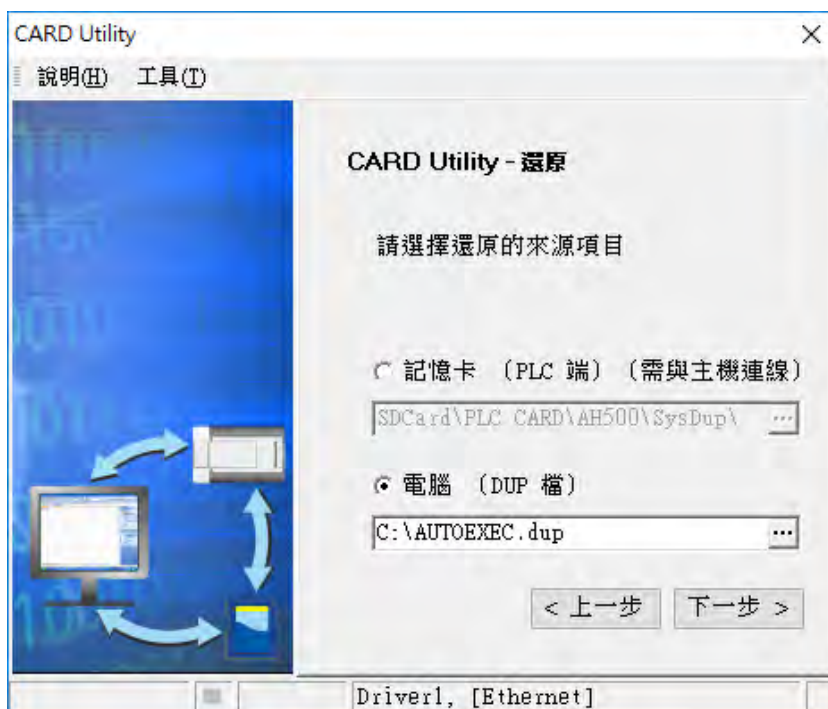 CARD Utility
說明(H) 工具(T)
CARD Utility - 還原
請選擇還原的來源項目
記憶卡 (PLC 端) (需與主機連線)
SDCard\PLC CARD\AH500\SysDup\ ...
電腦 (DUP 檔)
C:\AUTOEXEC.dup ...
< 上一步 下一步 >
Driver1, [Ethernet]